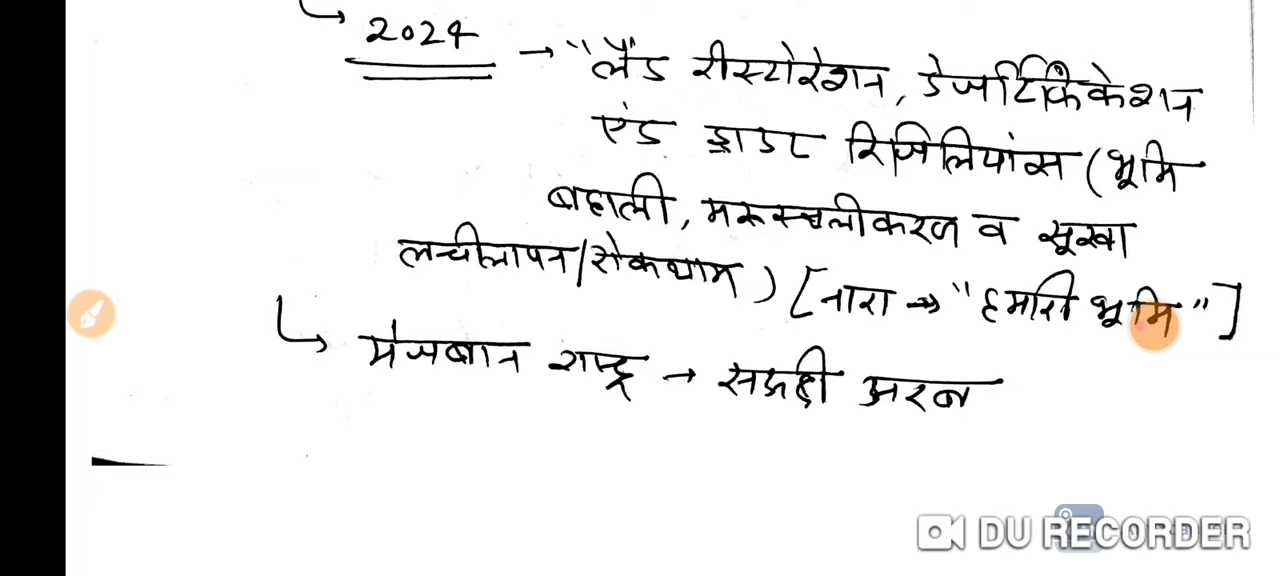 2024 → "लैंड रीस्टोरेशन, डेजर्टिफिकेशन
एंड ड्राउट रिजिलियांस (भूमि
बहाली, मरूस्थलीकरण व सूखा
लचीलापन/रोकथाम) [नारा → "हमारी भूमि"]
मेजबान राष्ट्र → सऊदी अरब
DU RECORDER